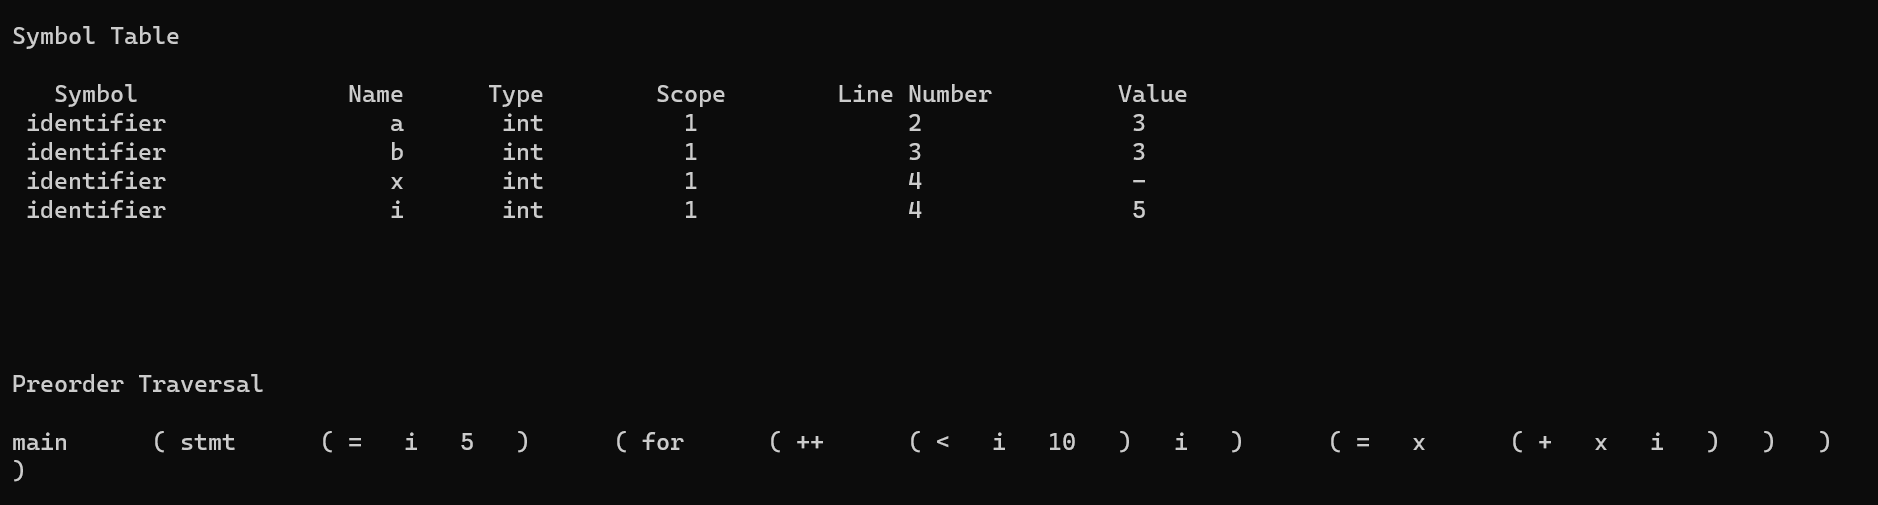 Symbol Table
Symbol Name Type Scope Line Number Value
identifier a int 1 2 3
identifier b int 1 3 3
identifier x int 1 4 -
identifier i int 1 4 5
Preorder Traversal
main ( stmt ( = i 5 ) ( for ( ++ ( < i 10 ) i ) ( = x ( + x i ) ) )
)